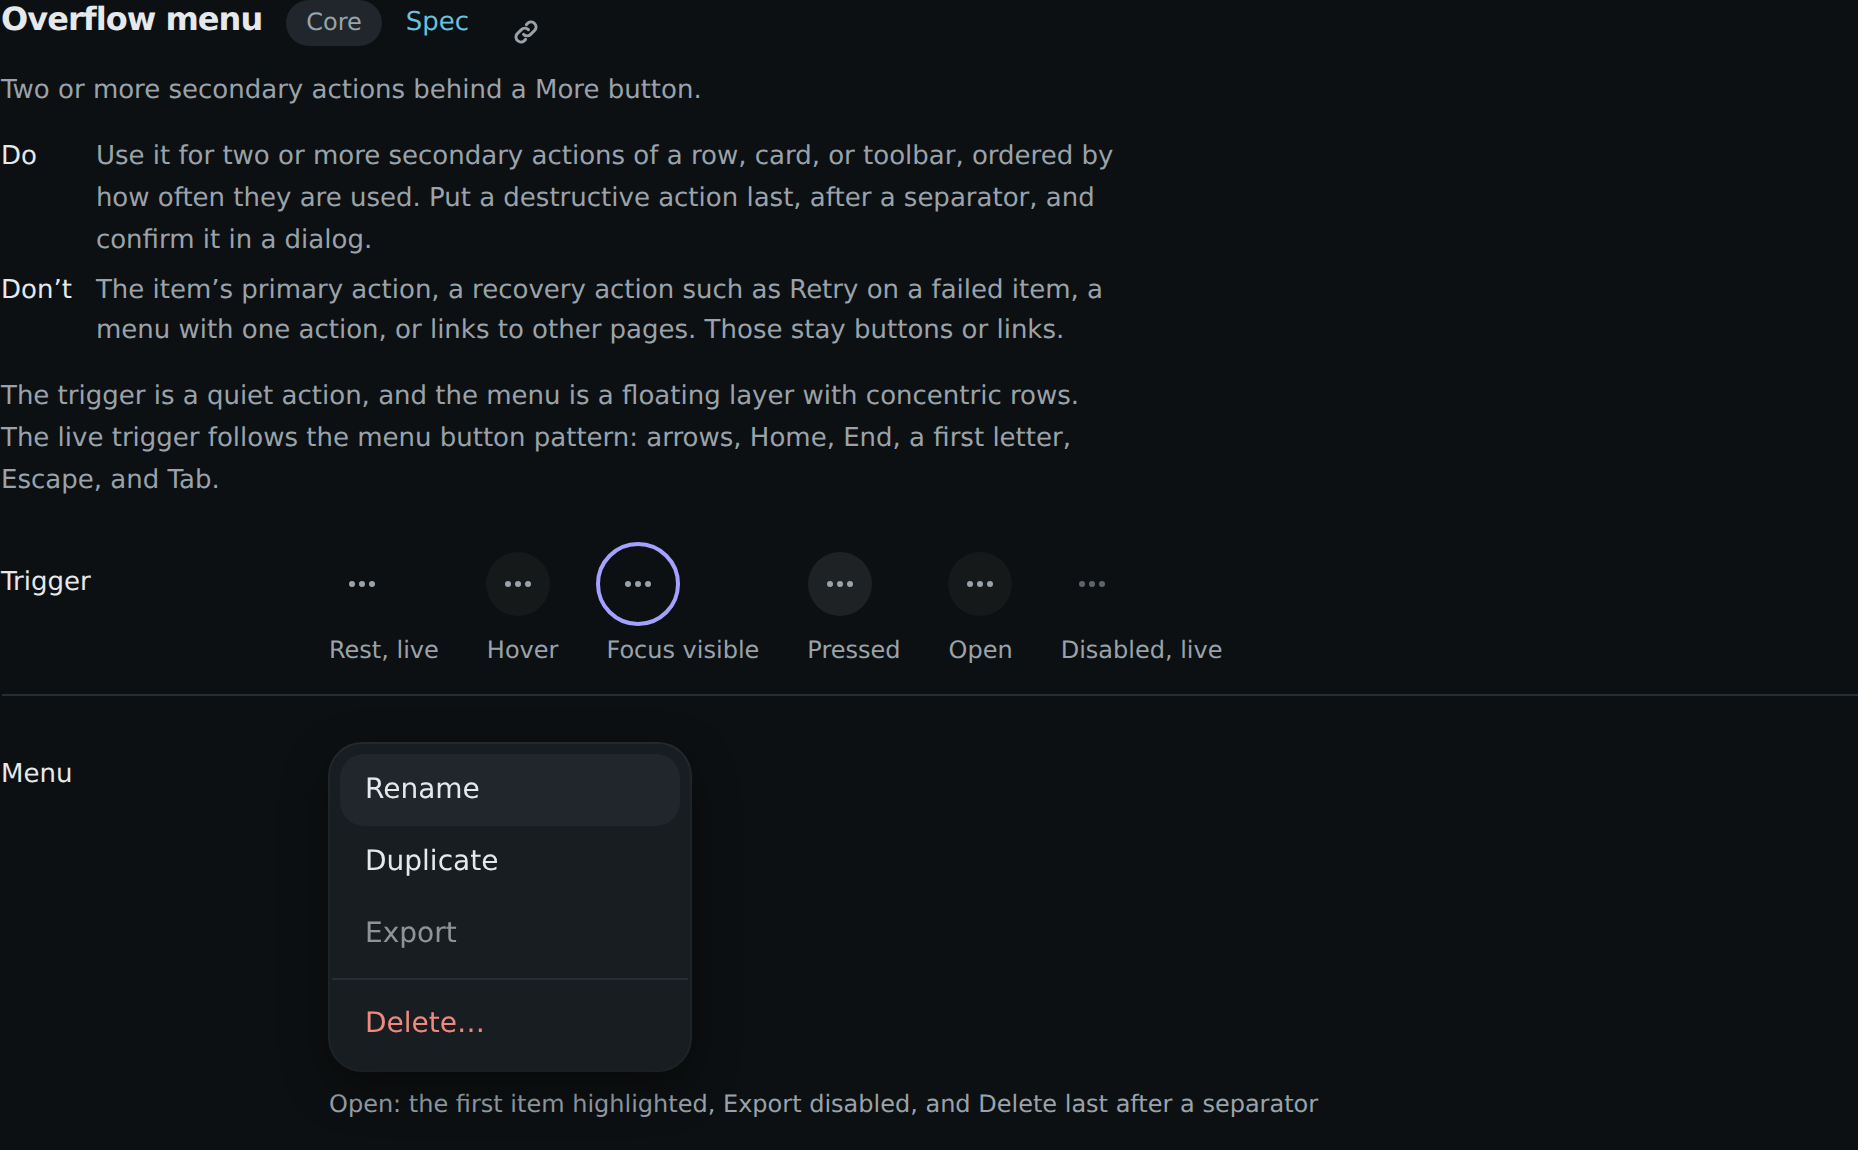 Overflow menu Core Spec
Two or more secondary actions behind a More button.
Do Use it for two or more secondary actions of a row, card, or toolbar, ordered by
how often they are used. Put a destructive action last, after a separator, and
confirm it in a dialog.
Don’t The item’s primary action, a recovery action such as Retry on a failed item, a
menu with one action, or links to other pages. Those stay buttons or links.
The trigger is a quiet action, and the menu is a floating layer with concentric rows.
The live trigger follows the menu button pattern: arrows, Home, End, a first letter,
Escape, and Tab.
Trigger
Rest, live Hover Focus visible Pressed Open Disabled, live
Menu
Rename
Duplicate
Export
Delete…
Open: the first item highlighted, Export disabled, and Delete last after a separator